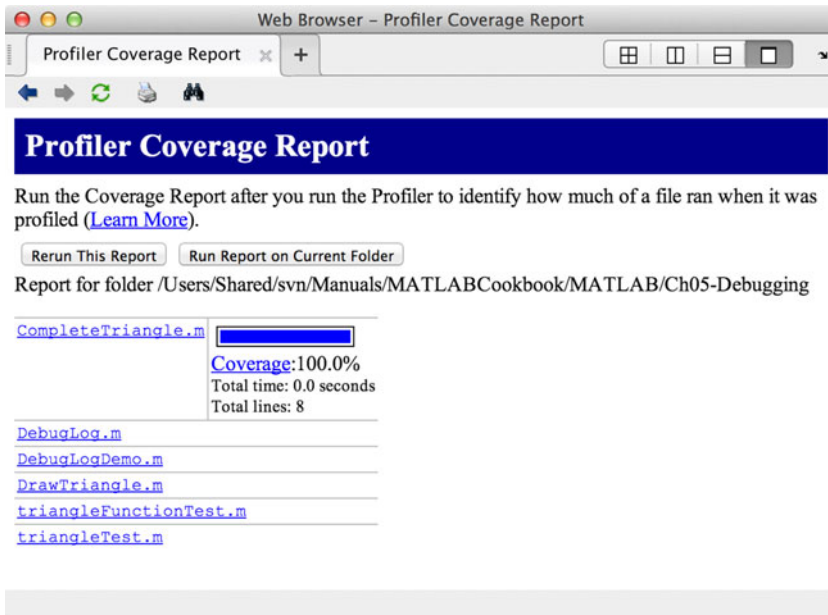 Web Browser – Profiler Coverage Report
Profiler Coverage Report
Profiler Coverage Report
Run the Coverage Report after you run the Profiler to identify how much of a file ran when it was
profiled (Learn More).
Rerun This Report Run Report on Current Folder
Report for folder /Users/Shared/svn/Manuals/MATLABCookbook/MATLAB/Ch05-Debugging
CompleteTriangle.m
Coverage:100.0%
Total time: 0.0 seconds
Total lines: 8
DebugLog.m
DebugLogDemo.m
DrawTriangle.m
triangleFunctionTest.m
triangleTest.m